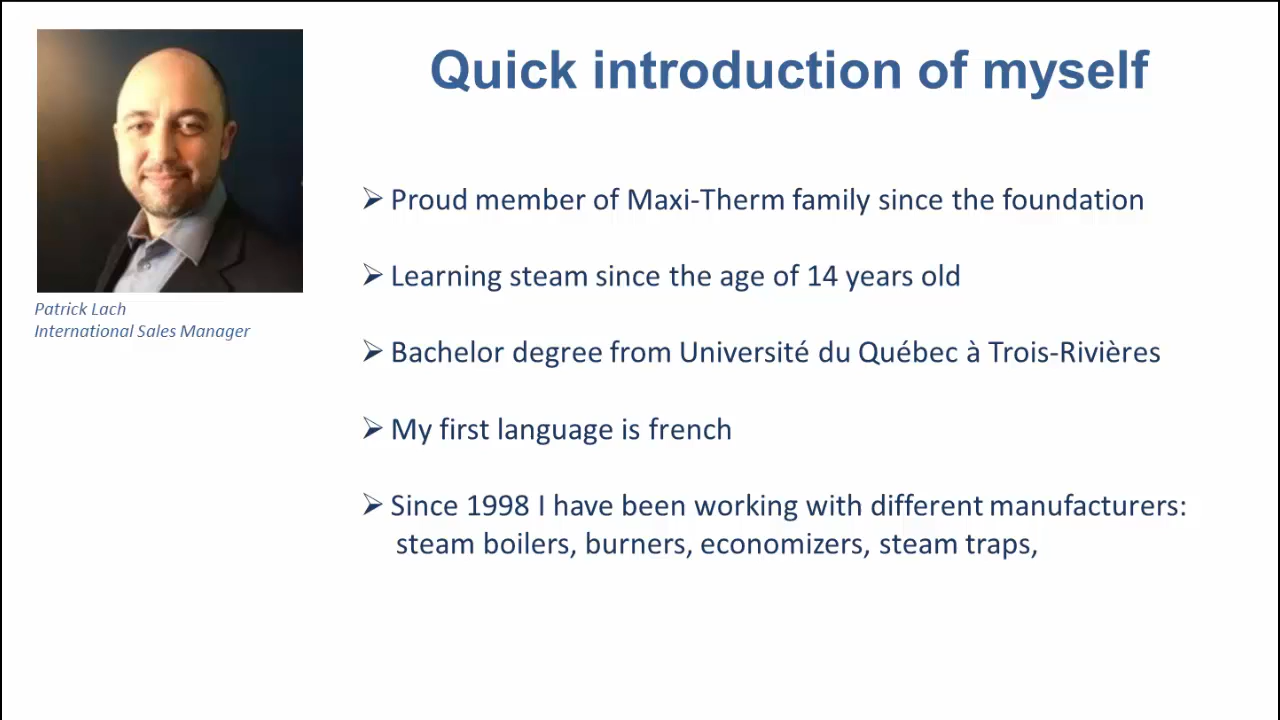 Quick introduction of myself
Patrick Lach
International Sales Manager
➢ Proud member of Maxi-Therm family since the foundation
➢ Learning steam since the age of 14 years old
➢ Bachelor degree from Université du Québec à Trois-Rivières
➢ My first language is french
➢ Since 1998 I have been working with different manufacturers:
steam boilers, burners, economizers, steam traps,